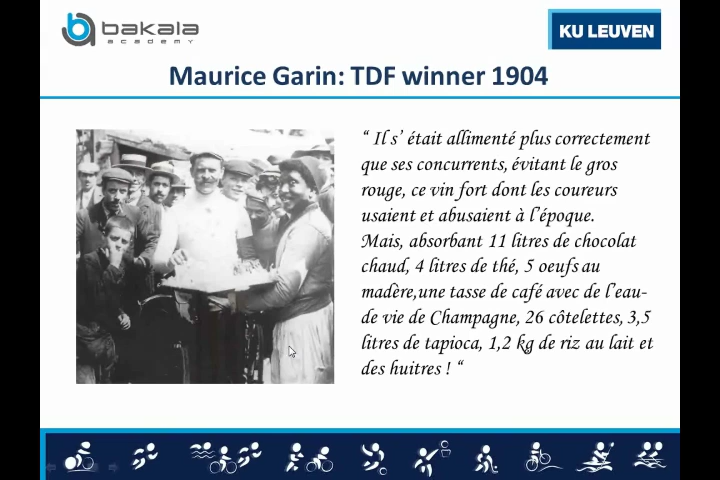 bakala
academy
KU LEUVEN
Maurice Garin: TDF winner 1904
“ Il s’ était allimenté plus correctement
que ses concurrents, évitant le gros
rouge, ce vin fort dont les coureurs
usaient et abusaient à l’époque.
Mais, absorbant 11 litres de chocolat
chaud, 4 litres de thé, 5 oeufs au
madère,une tasse de café avec de l’eau-
de vie de Champagne, 26 côtelettes, 3,5
litres de tapioca, 1,2 kg de riz au lait et
des huitres ! “